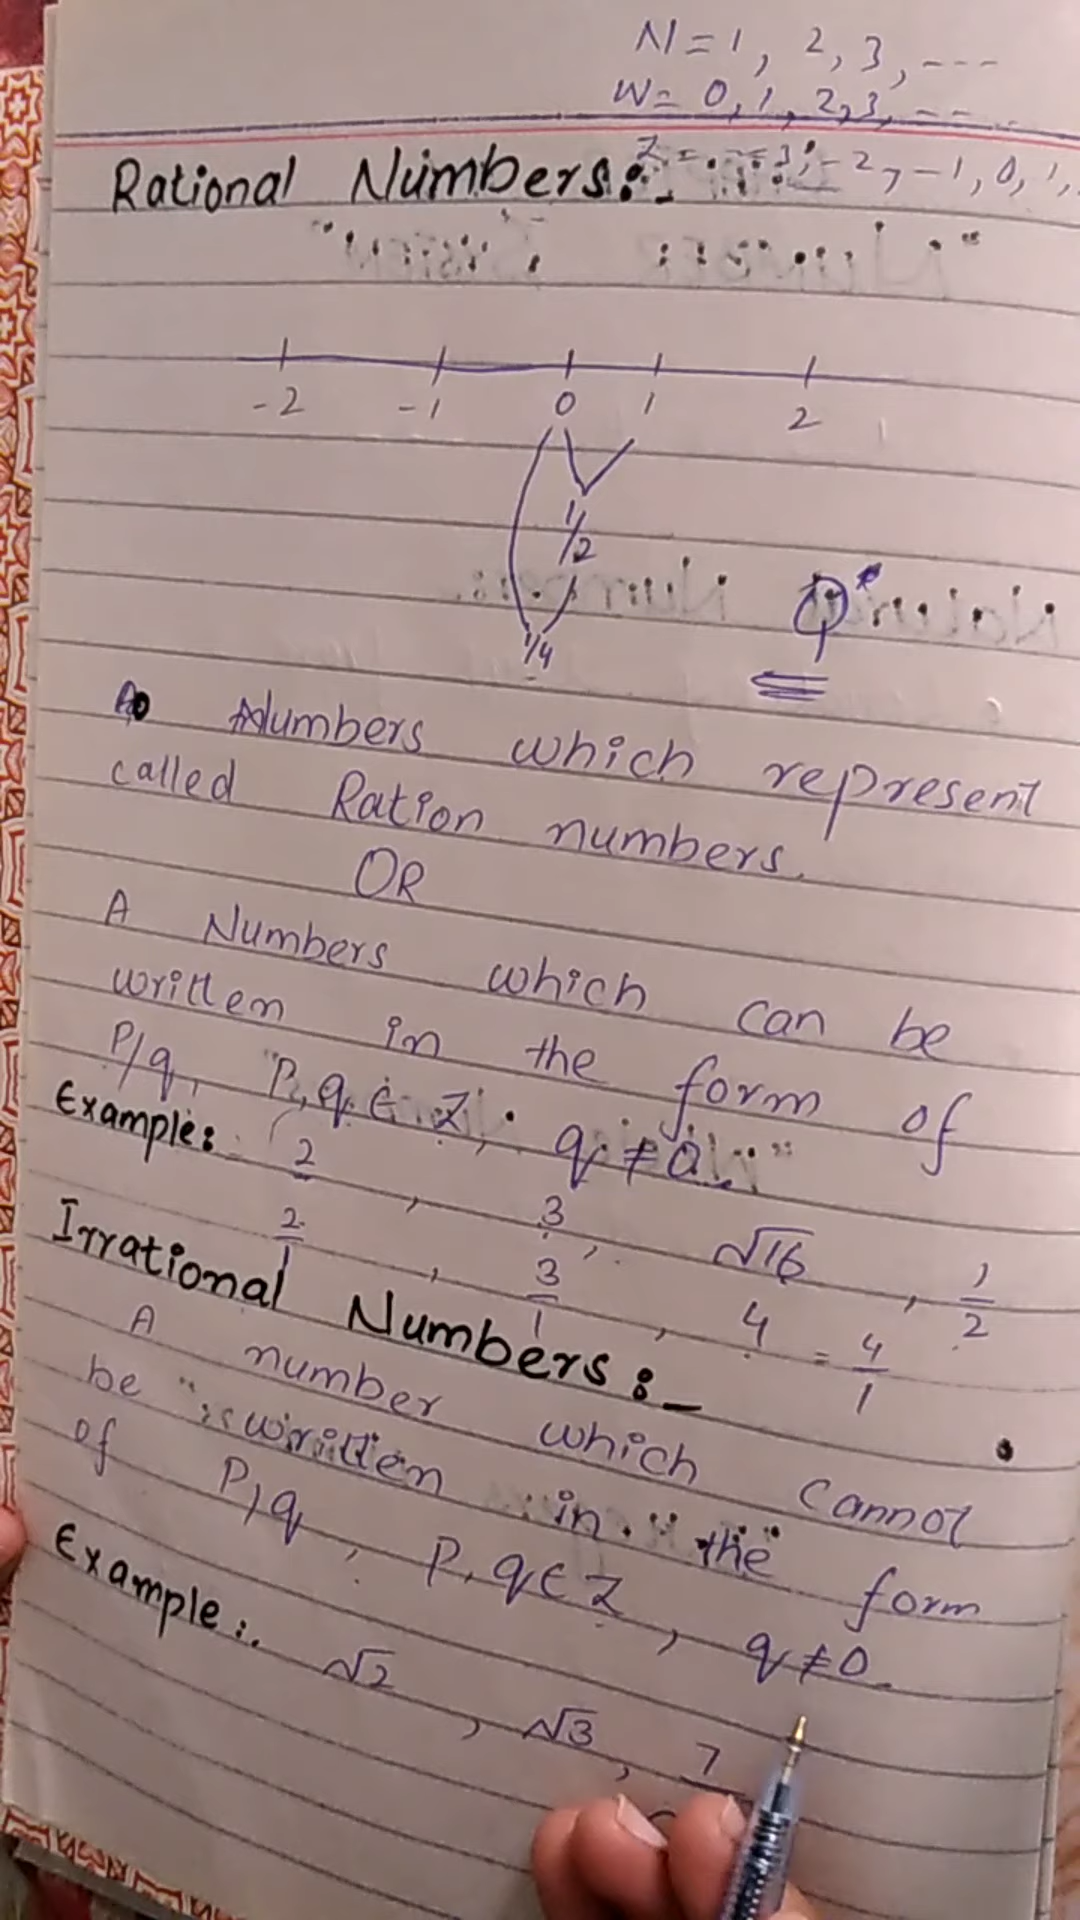 N = 1, 2, 3, ---
W = 0, 1, 2, 3, ---
Z = --- -3, -2, -1, 0, 1,
Rational Numbers:-
-2 -1 0 1 2
1/2
1/4
Q
Numbers which represent
called Ration numbers.
OR
A Numbers which can be
written in the form of
P/q, P,q ∈ Z, q ≠ 0.
Example: 2, 3, √16, 1/2
2/1, 3/1, 4 = 4/1
Irrational Numbers:-
A number which cannot
be written in the form
of P/q, P,q ∈ Z, q ≠ 0.
Example:. √2, √3, 7